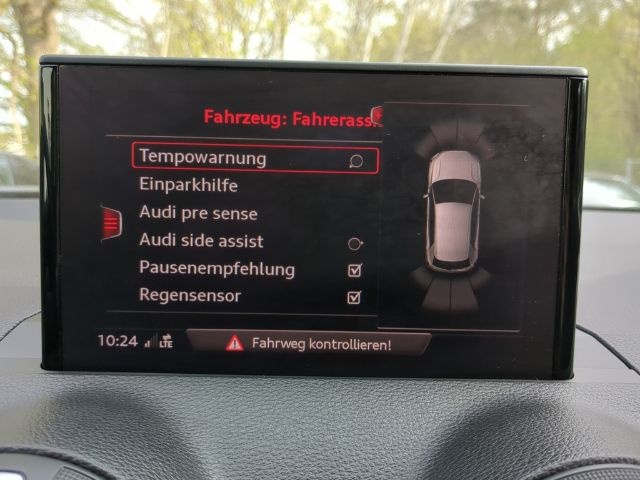 Fahrzeug: Fahrerass.
Tempowarnung
Einparkhilfe
Audi pre sense
Audi side assist
Pausenempfehlung
Regensensor
10:24 LTE Fahrweg kontrollieren!